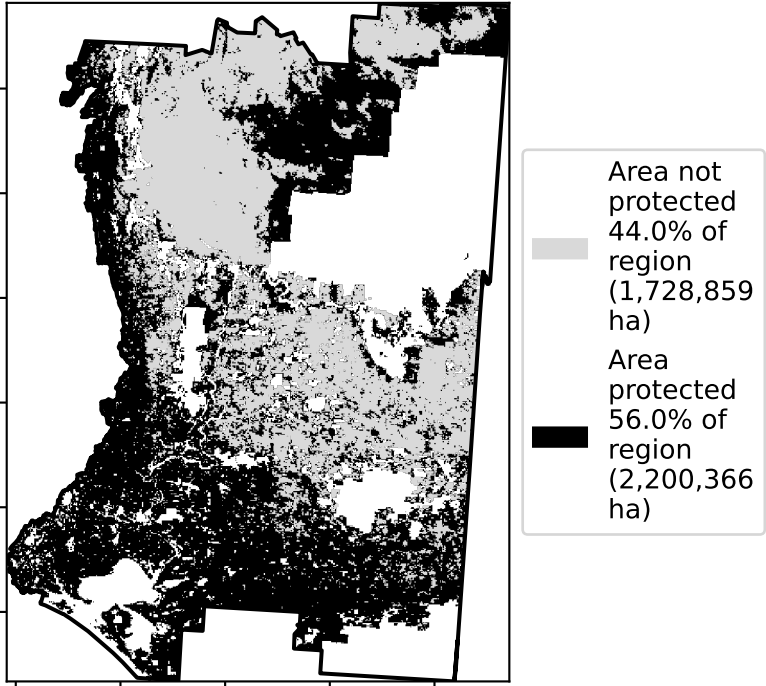 Area not
protected
44.0% of
region
(1,728,859
ha)
Area
protected
56.0% of
region
(2,200,366
ha)